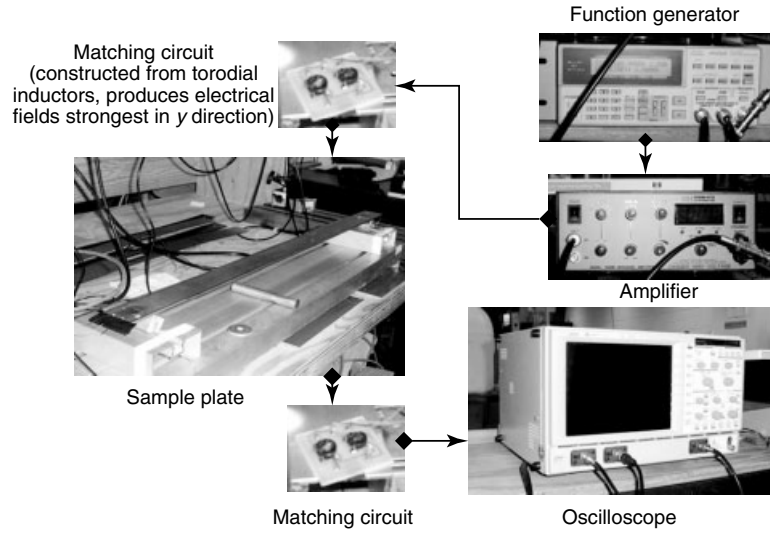 Function generator
Matching circuit
(constructed from torodial
inductors, produces electrical
fields strongest in y direction)
Amplifier
Sample plate
Matching circuit
Oscilloscope